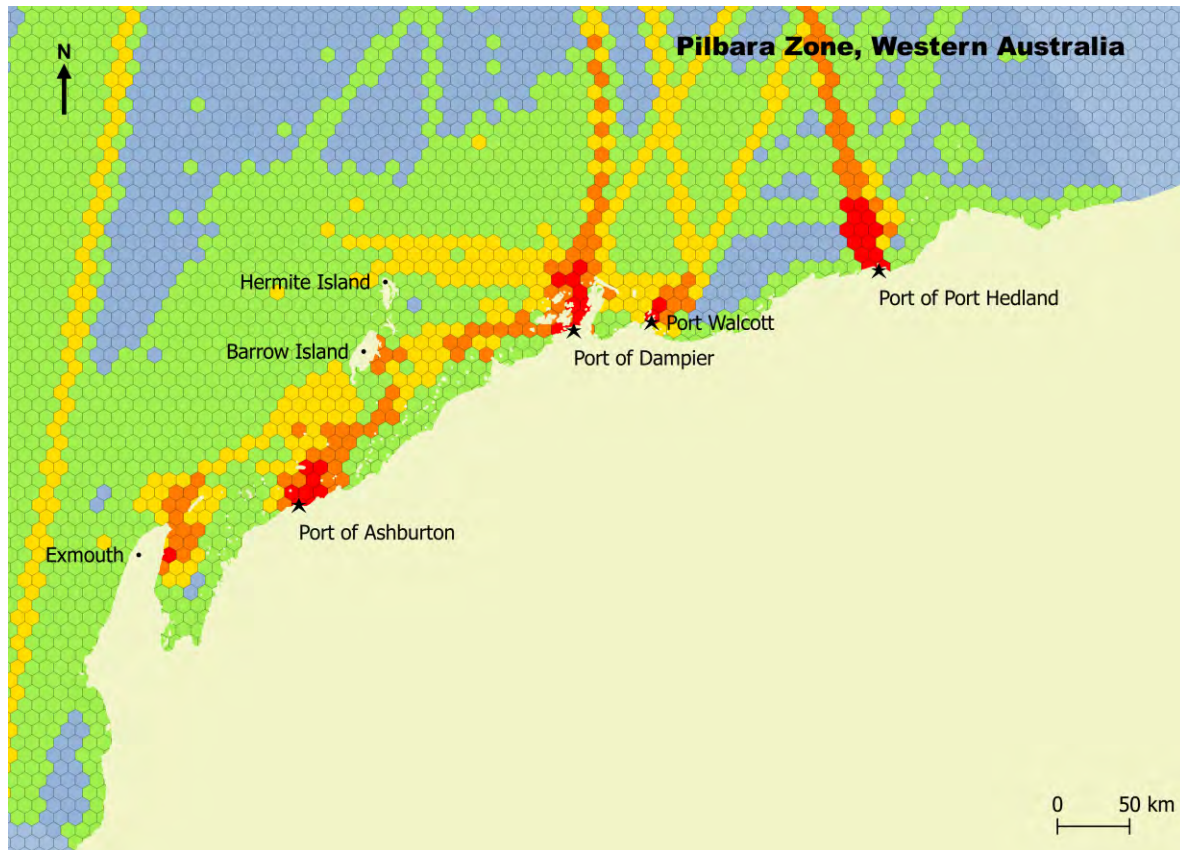 Pilbara Zone, Western Australia
N
Hermite Island
Port of Port Hedland
Port Walcott
Barrow Island
Port of Dampier
Port of Ashburton
Exmouth
0 50 km